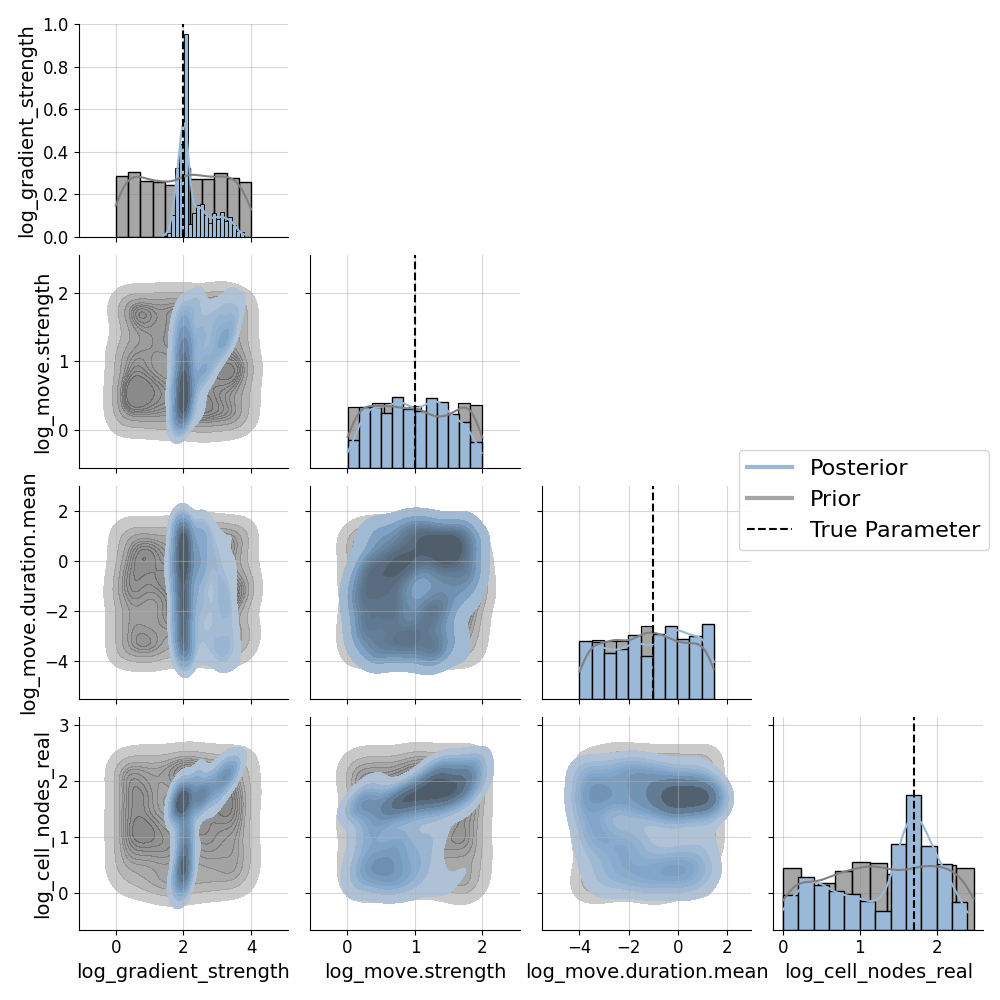 log_gradient_strength
1.0
0.8
0.6
0.4
0.2
0.0
log_move.strength
2
1
0
log_move.duration.mean
2
0
−2
−4
Posterior
Prior
True Parameter
log_cell_nodes_real
3
2
1
0
0 2 4 0 1 2 −4 −2 0 2 0 1 2
log_gradient_strength log_move.strength log_move.duration.mean log_cell_nodes_real